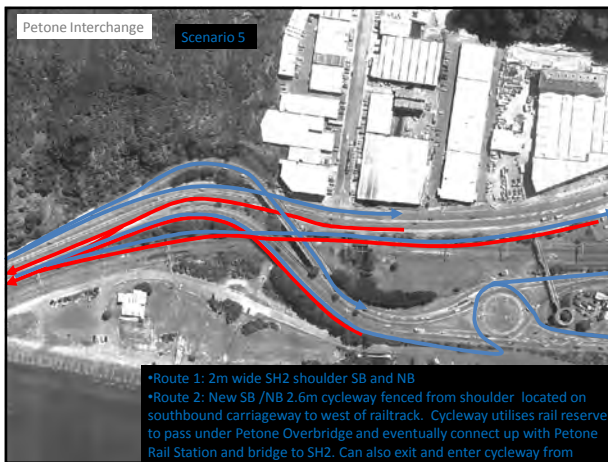 Petone Interchange
Scenario 5
•Route 1: 2m wide SH2 shoulder SB and NB
•Route 2: New SB /NB 2.6m cycleway fenced from shoulder located on
southbound carriageway to west of railtrack. Cycleway utilises rail reserve
to pass under Petone Overbridge and eventually connect up with Petone
Rail Station and bridge to SH2. Can also exit and enter cycleway from